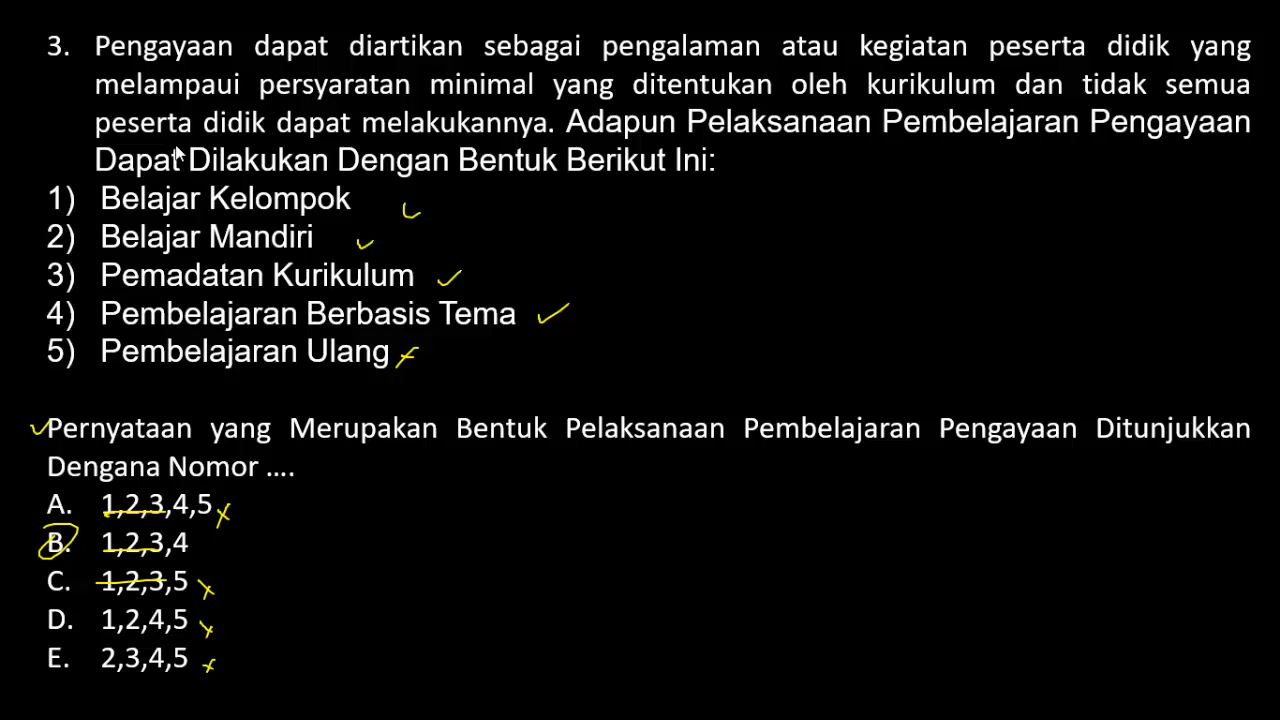 3. Pengayaan dapat diartikan sebagai pengalaman atau kegiatan peserta didik yang
melampaui persyaratan minimal yang ditentukan oleh kurikulum dan tidak semua
peserta didik dapat melakukannya. Adapun Pelaksanaan Pembelajaran Pengayaan
Dapat Dilakukan Dengan Bentuk Berikut Ini:
1) Belajar Kelompok
2) Belajar Mandiri
3) Pemadatan Kurikulum
4) Pembelajaran Berbasis Tema
5) Pembelajaran Ulang
Pernyataan yang Merupakan Bentuk Pelaksanaan Pembelajaran Pengayaan Ditunjukkan
Dengana Nomor ....
A. 1,2,3,4,5
B. 1,2,3,4
C. 1,2,3,5
D. 1,2,4,5
E. 2,3,4,5